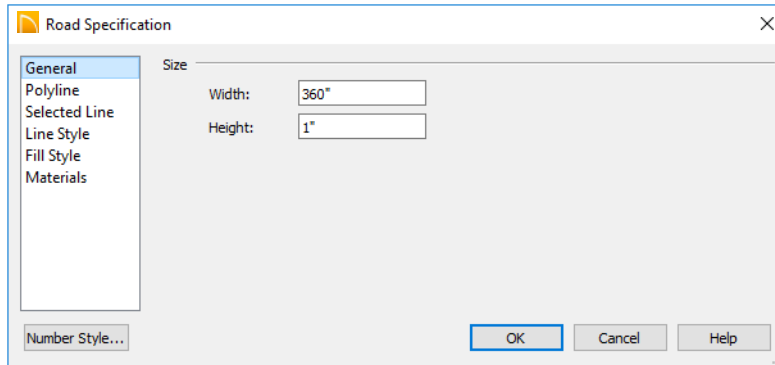 Road Specification
General
Polyline
Selected Line
Line Style
Fill Style
Materials
Size
Width: 360"
Height: 1"
Number Style...
OK Cancel Help